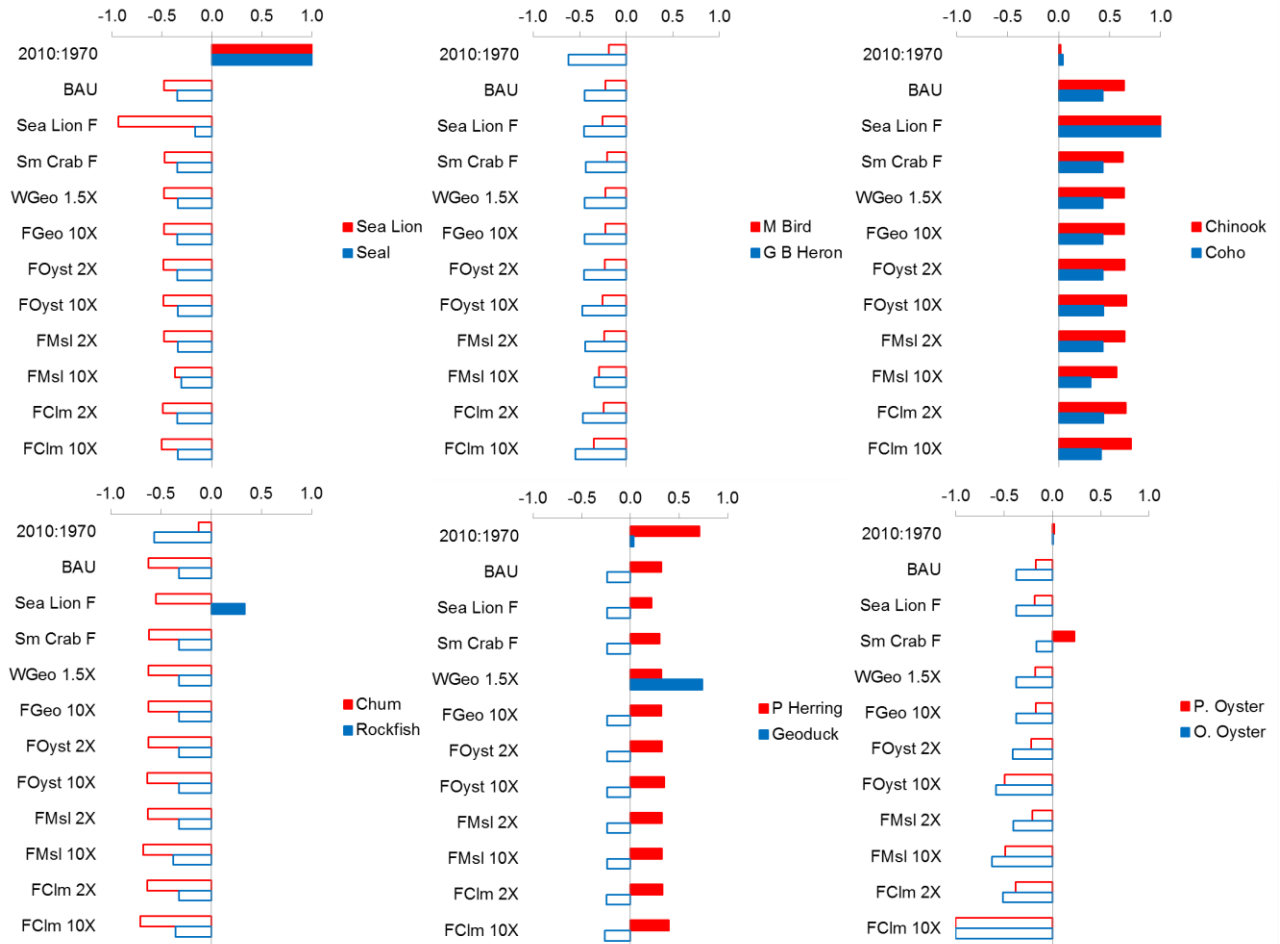 -1.0 -0.5 0.0 0.5 1.0
2010:1970
BAU
Sea Lion F
Sm Crab F
WGeo 1.5X
FGeo 10X
FOyst 2X
FOyst 10X
FMsl 2X
FMsl 10X
FClm 2X
FClm 10X
Sea Lion
Seal
-1.0 -0.5 0.0 0.5 1.0
2010:1970
BAU
Sea Lion F
Sm Crab F
WGeo 1.5X
FGeo 10X
FOyst 2X
FOyst 10X
FMsl 2X
FMsl 10X
FClm 2X
FClm 10X
M Bird
G B Heron
-1.0 -0.5 0.0 0.5 1.0
2010:1970
BAU
Sea Lion F
Sm Crab F
WGeo 1.5X
FGeo 10X
FOyst 2X
FOyst 10X
FMsl 2X
FMsl 10X
FClm 2X
FClm 10X
Chinook
Coho
-1.0 -0.5 0.0 0.5 1.0
2010:1970
BAU
Sea Lion F
Sm Crab F
WGeo 1.5X
FGeo 10X
FOyst 2X
FOyst 10X
FMsl 2X
FMsl 10X
FClm 2X
FClm 10X
Chum
Rockfish
-1.0 -0.5 0.0 0.5 1.0
2010:1970
BAU
Sea Lion F
Sm Crab F
WGeo 1.5X
FGeo 10X
FOyst 2X
FOyst 10X
FMsl 2X
FMsl 10X
FClm 2X
FClm 10X
P Herring
Geoduck
-1.0 -0.5 0.0 0.5 1.0
2010:1970
BAU
Sea Lion F
Sm Crab F
WGeo 1.5X
FGeo 10X
FOyst 2X
FOyst 10X
FMsl 2X
FMsl 10X
FClm 2X
FClm 10X
P. Oyster
O. Oyster